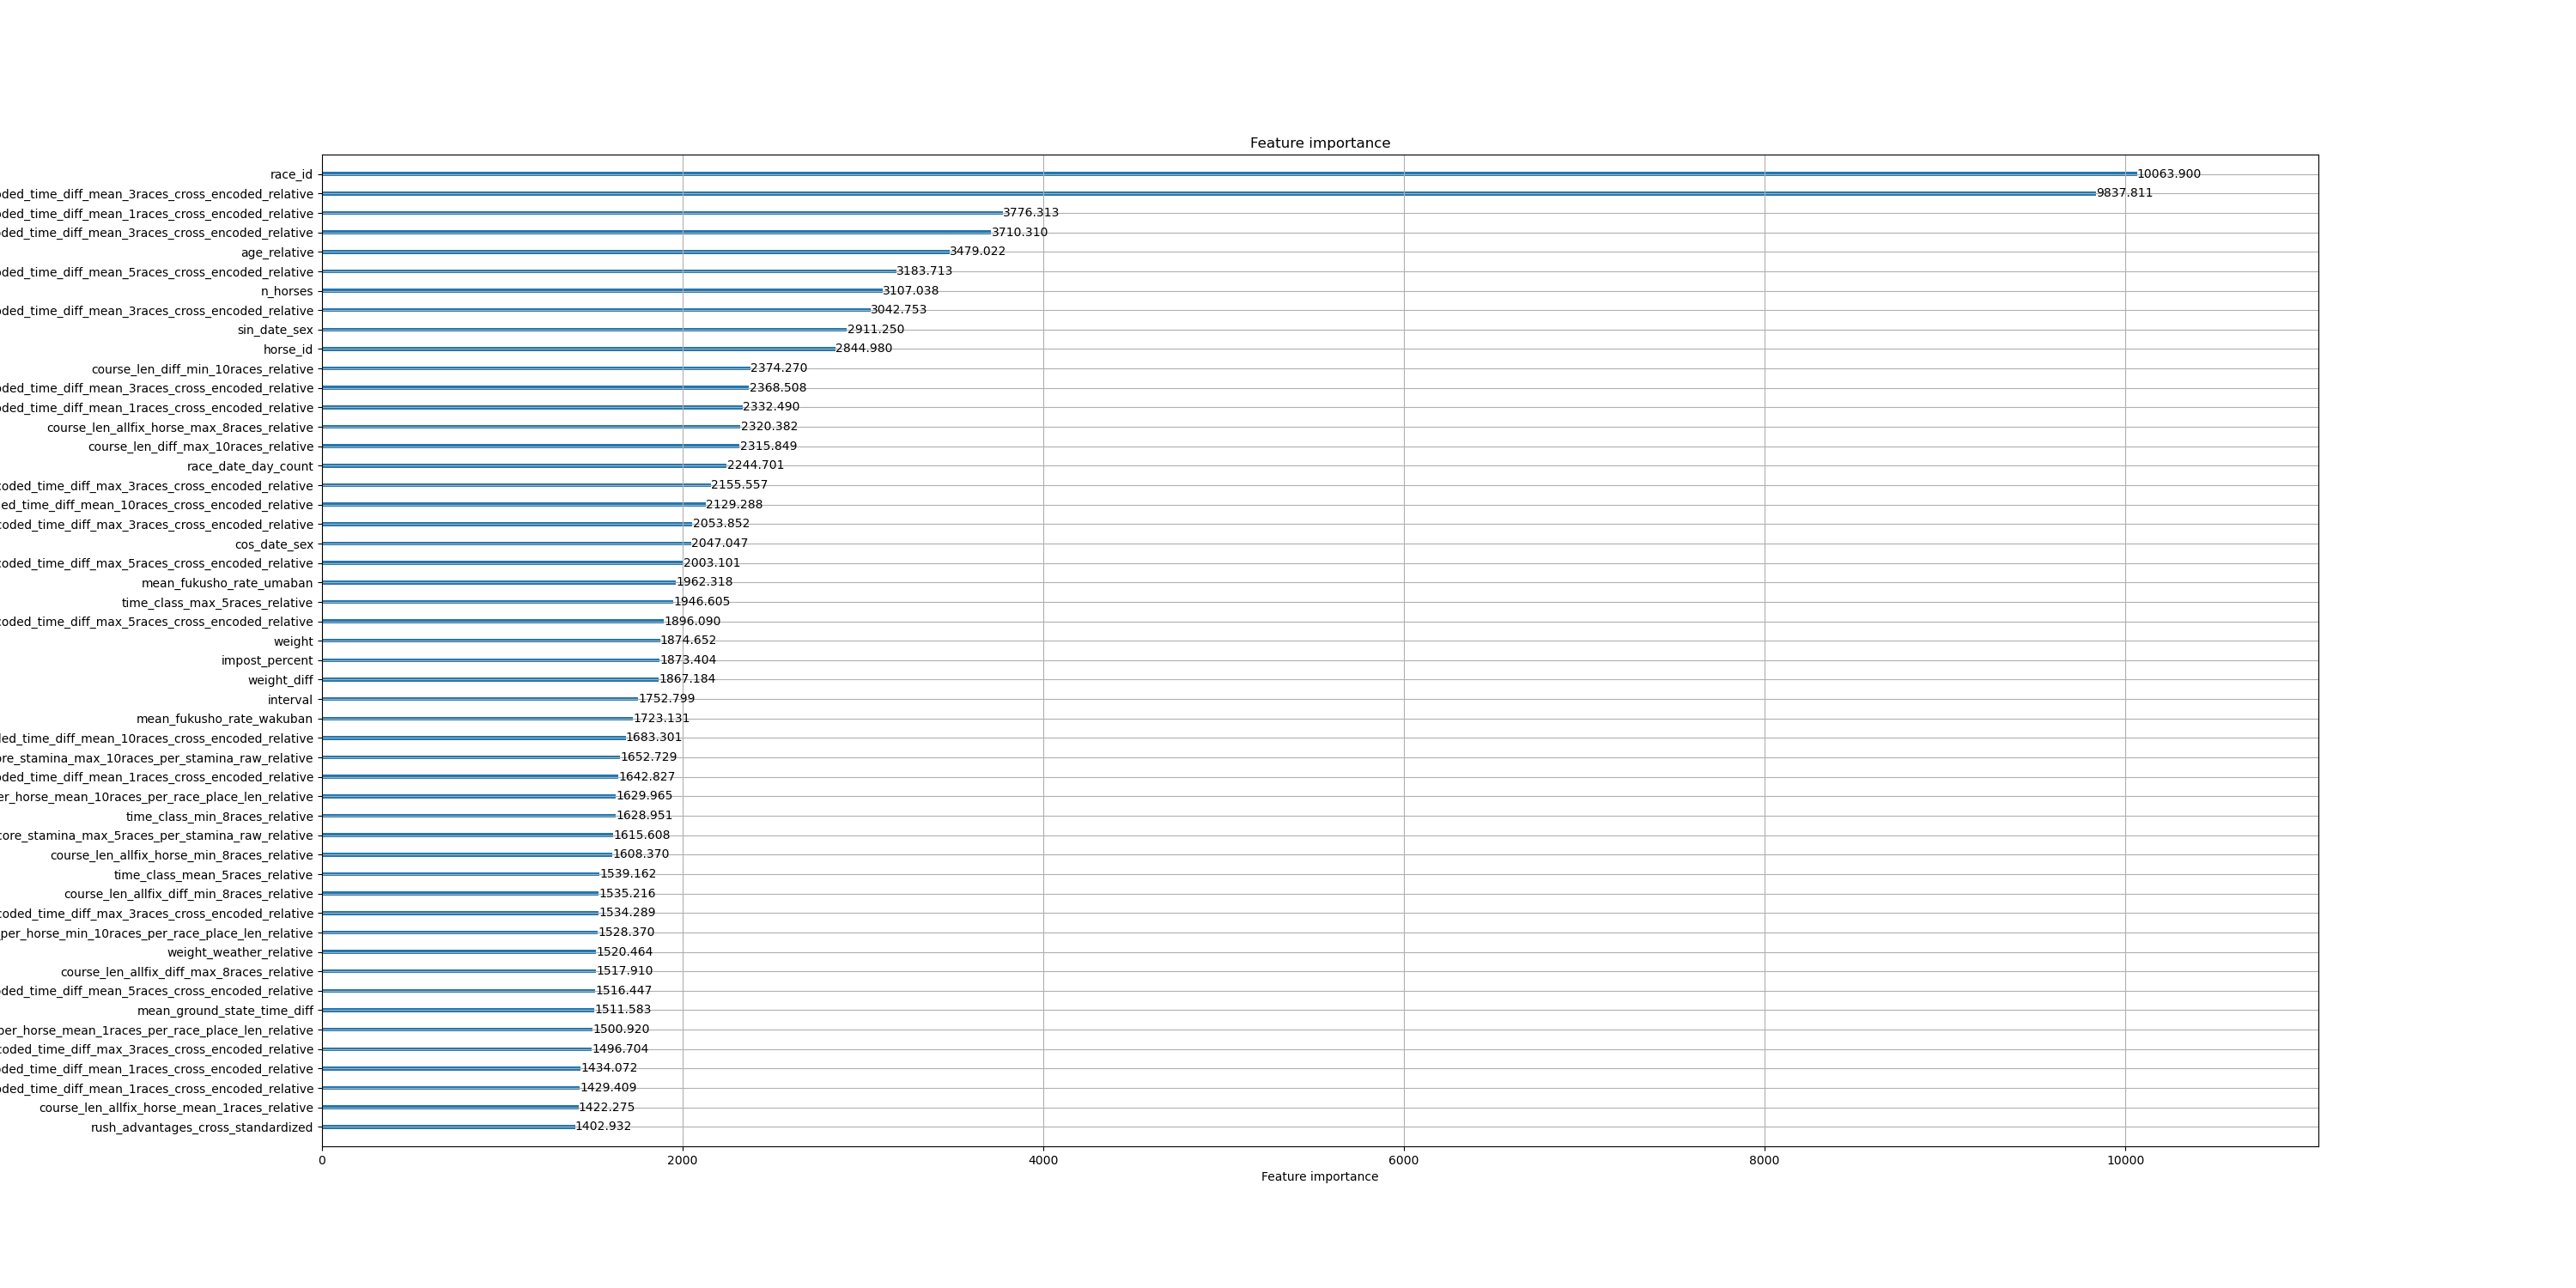 Feature importance
race_id 10063.900
oded_time_diff_mean_3races_cross_encoded_relative 9837.811
oded_time_diff_mean_1races_cross_encoded_relative 3776.313
oded_time_diff_mean_3races_cross_encoded_relative 3710.310
age_relative 3479.022
oded_time_diff_mean_5races_cross_encoded_relative 3183.713
n_horses 3107.038
oded_time_diff_mean_3races_cross_encoded_relative 3042.753
sin_date_sex 2911.250
horse_id 2844.980
course_len_diff_min_10races_relative 2374.270
oded_time_diff_mean_3races_cross_encoded_relative 2368.508
oded_time_diff_mean_1races_cross_encoded_relative 2332.490
course_len_allfix_horse_max_8races_relative 2320.382
course_len_diff_max_10races_relative 2315.849
race_date_day_count 2244.701
coded_time_diff_max_3races_cross_encoded_relative 2155.557
ed_time_diff_mean_10races_cross_encoded_relative 2129.288
coded_time_diff_max_3races_cross_encoded_relative 2053.852
cos_date_sex 2047.047
coded_time_diff_max_5races_cross_encoded_relative 2003.101
mean_fukusho_rate_umaban 1962.318
time_class_max_5races_relative 1946.605
coded_time_diff_max_5races_cross_encoded_relative 1896.090
weight 1874.652
impost_percent 1873.404
weight_diff 1867.184
interval 1752.799
mean_fukusho_rate_wakuban 1723.131
ded_time_diff_mean_10races_cross_encoded_relative 1683.301
ore_stamina_max_10races_per_stamina_raw_relative 1652.729
oded_time_diff_mean_1races_cross_encoded_relative 1642.827
er_horse_mean_10races_per_race_place_len_relative 1629.965
time_class_min_8races_relative 1628.951
core_stamina_max_5races_per_stamina_raw_relative 1615.608
course_len_allfix_horse_min_8races_relative 1608.370
time_class_mean_5races_relative 1539.162
course_len_allfix_diff_min_8races_relative 1535.216
coded_time_diff_max_3races_cross_encoded_relative 1534.289
_per_horse_min_10races_per_race_place_len_relative 1528.370
weight_weather_relative 1520.464
course_len_allfix_diff_max_8races_relative 1517.910
oded_time_diff_mean_5races_cross_encoded_relative 1516.447
mean_ground_state_time_diff 1511.583
per_horse_mean_1races_per_race_place_len_relative 1500.920
coded_time_diff_max_3races_cross_encoded_relative 1496.704
oded_time_diff_mean_1races_cross_encoded_relative 1434.072
oded_time_diff_mean_1races_cross_encoded_relative 1429.409
course_len_allfix_horse_mean_1races_relative 1422.275
rush_advantages_cross_standardized 1402.932
0 2000 4000 6000 8000 10000
Feature importance